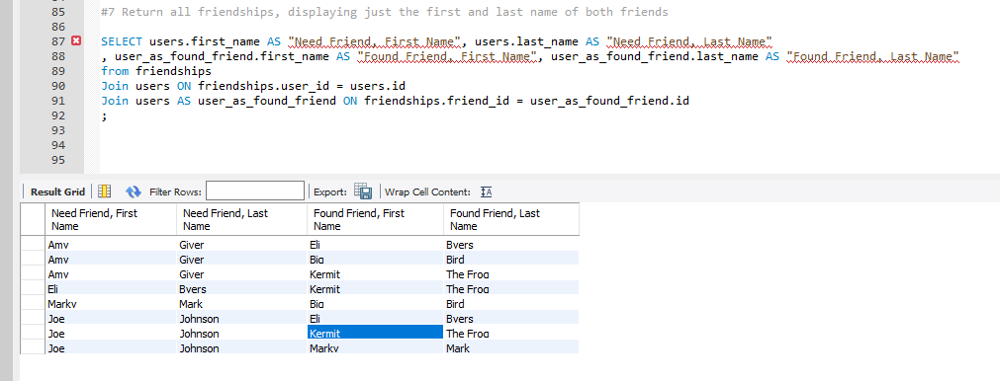 85 #7 Return all friendships, displaying just the first and last name of both friends
86
87 SELECT users.first_name AS "Need Friend, First Name", users.last_name AS "Need Friend, Last Name"
88 , user_as_found_friend.first_name AS "Found Friend, First Name", user_as_found_friend.last_name AS "Found Friend, Last Name"
89 from friendships
90 Join users ON friendships.user_id = users.id
91 Join users AS user_as_found_friend ON friendships.friend_id = user_as_found_friend.id
92 ;
93
94
95
Result Grid Filter Rows: Export: Wrap Cell Content: IA
Need Friend, First Need Friend, Last Found Friend, First Found Friend, Last
Name Name Name Name
Amy Giver Eli Byers
Amy Giver Big Bird
Amy Giver Kermit The Frog
Eli Byers Kermit The Frog
Marky Mark Big Bird
Joe Johnson Eli Byers
Joe Johnson Kermit The Frog
Joe Johnson Marky Mark